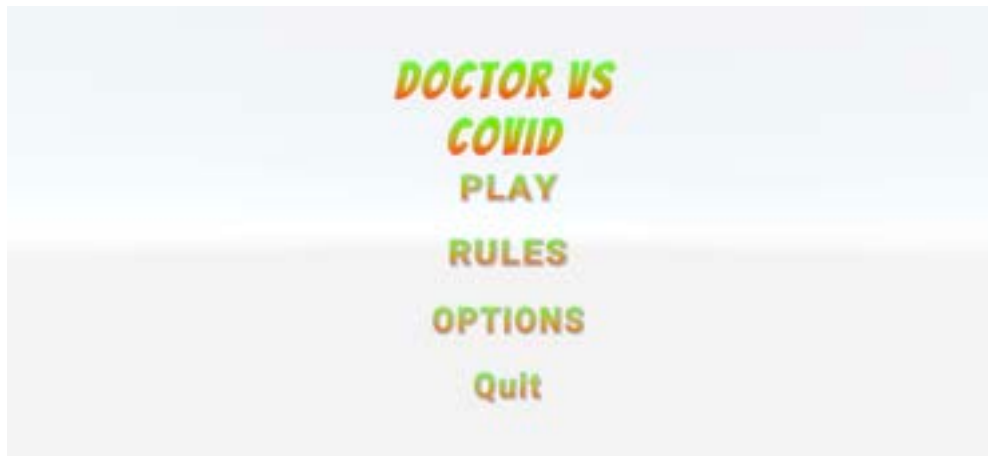 DOCTOR VS
COVID
PLAY
RULES
OPTIONS
Quit